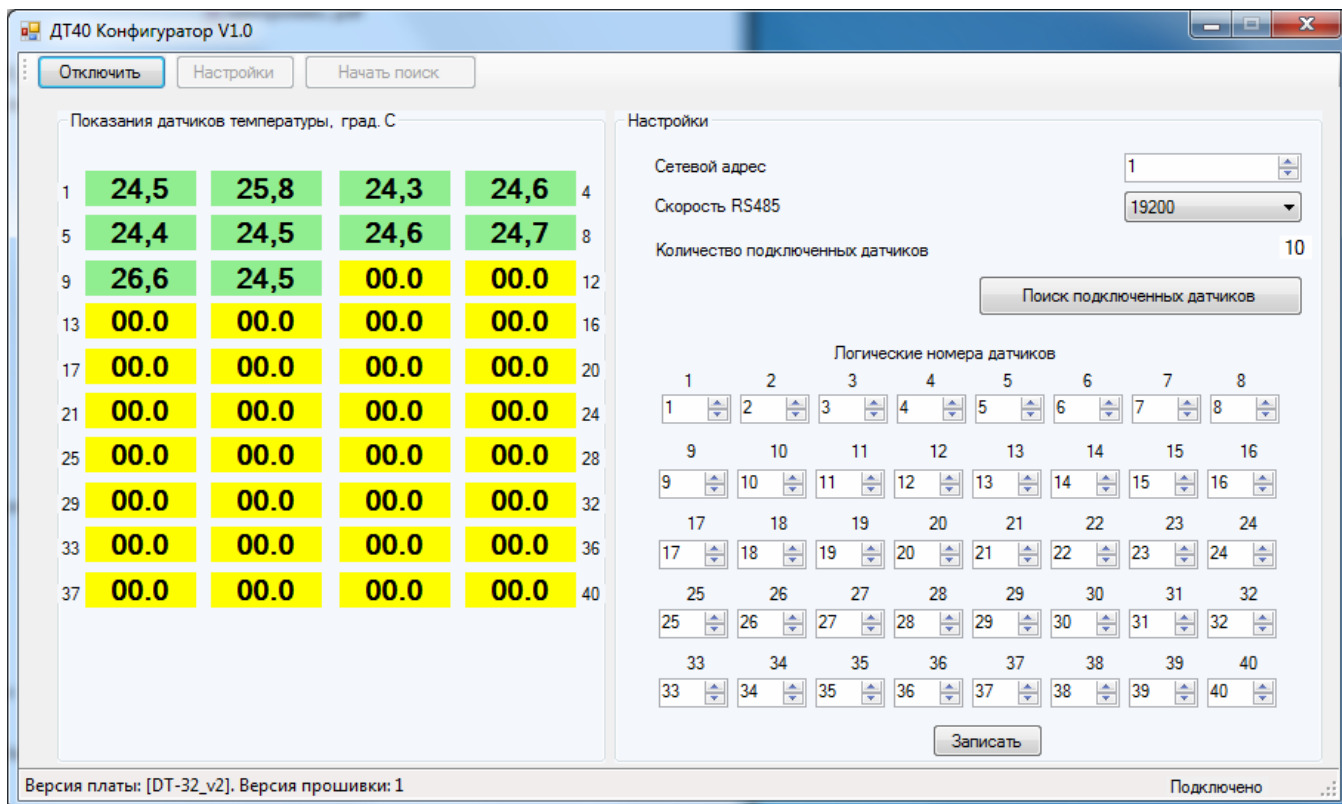 ДТ40 Конфигуратор V1.0
Отключить Настройки Начать поиск
Показания датчиков температуры, град. С
1 24,5 25,8 24,3 24,6 4
5 24,4 24,5 24,6 24,7 8
9 26,6 24,5 00.0 00.0 12
13 00.0 00.0 00.0 00.0 16
17 00.0 00.0 00.0 00.0 20
21 00.0 00.0 00.0 00.0 24
25 00.0 00.0 00.0 00.0 28
29 00.0 00.0 00.0 00.0 32
33 00.0 00.0 00.0 00.0 36
37 00.0 00.0 00.0 00.0 40
Настройки
Сетевой адрес 1
Скорость RS485 19200
Количество подключенных датчиков 10
Поиск подключенных датчиков
Логические номера датчиков
1 2 3 4 5 6 7 8
1 2 3 4 5 6 7 8
9 10 11 12 13 14 15 16
9 10 11 12 13 14 15 16
17 18 19 20 21 22 23 24
17 18 19 20 21 22 23 24
25 26 27 28 29 30 31 32
25 26 27 28 29 30 31 32
33 34 35 36 37 38 39 40
33 34 35 36 37 38 39 40
Записать
Версия платы: [DT-32_v2]. Версия прошивки: 1 Подключено